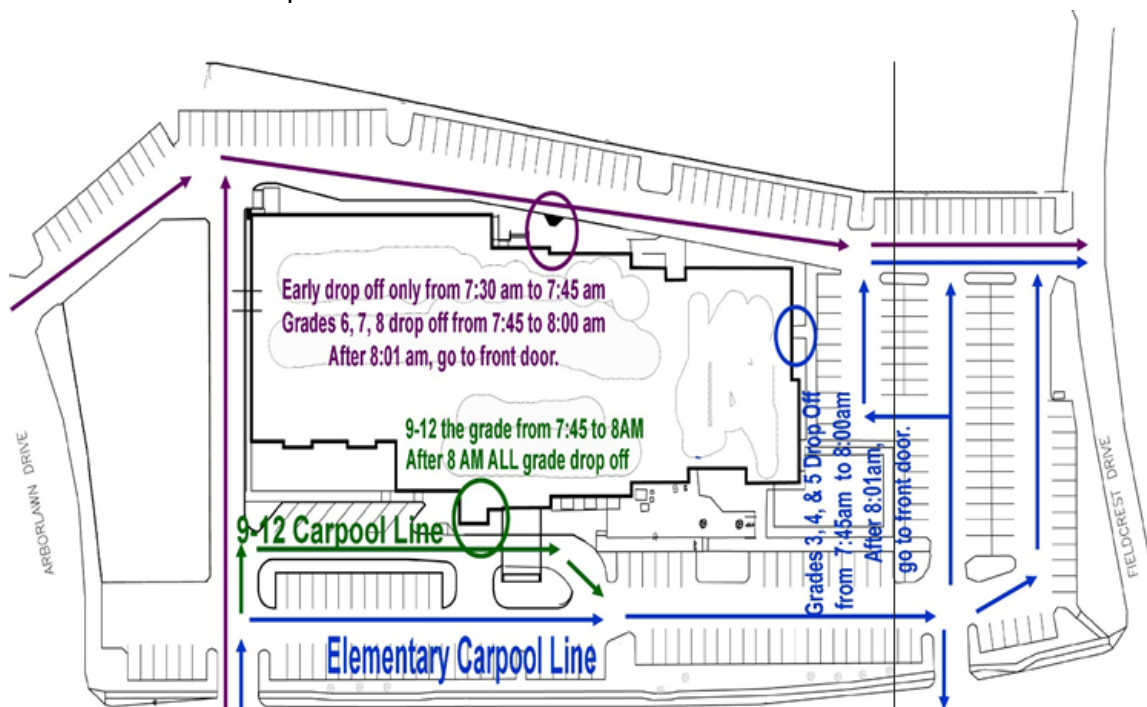 Early drop off only from 7:30 am to 7:45 am
Grades 6, 7, 8 drop off from 7:45 to 8:00 am
After 8:01 am, go to front door.
9-12 the grade from 7:45 to 8AM
After 8 AM ALL grade drop off
Grades 3, 4, & 5 Drop Off
from 7:45am to 8:00am
After 8:01am,
go to front door.
ARBORLAWN DRIVE
FIELDCREST DRIVE
9-12 Carpool Line
Elementary Carpool Line